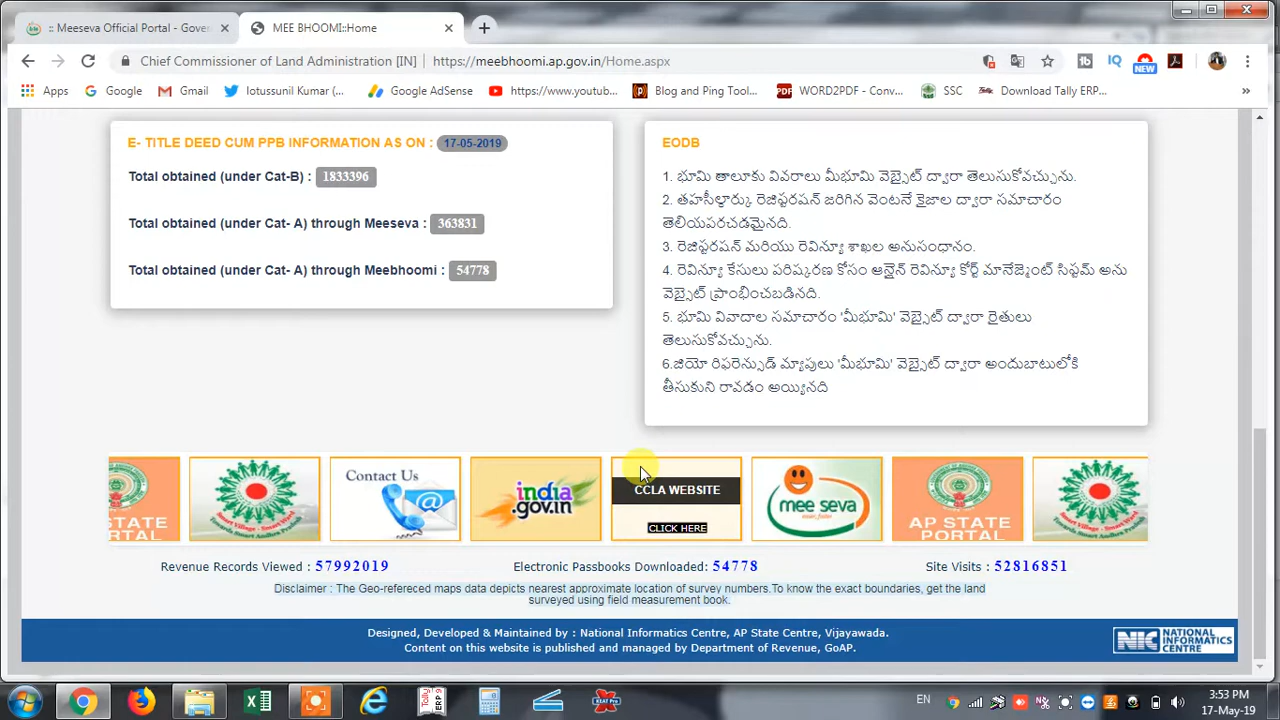 :: Meeseva Official Portal - Gover
MEE BHOOMI::Home
Chief Commissioner of Land Administration [IN]
https://meebhoomi.ap.gov.in/Home.aspx
NEW
Apps
Google
Gmail
Lotussunil Kumar (...
Google AdSense
https://www.youtub...
Blog and Ping Tool...
PDF
WORD2PDF - Conv...
SSC
Download Tally ERP...
»
E- TITLE DEED CUM PPB INFORMATION AS ON : 17-05-2019
Total obtained (under Cat-B) : 1833396
Total obtained (under Cat- A) through Meeseva : 363831
Total obtained (under Cat- A) through Meebhoomi : 54778
EODB
1. భూమి తాలూకు వివరాలు మీభూమి వెబ్సైట్ ద్వారా తెలుసుకోవచ్చును.
2. తహసీల్దార్కు రెజిష్టరషన్ జరిగిన వెంటనే కైజాల ద్వారా సమాచారం
తెలియపరచడమైనది.
3. రెజిష్టరషన్ మరియు రెవిన్యూ శాఖల అనుసందానం.
4. రెవిన్యూ కేసులు పరిష్కరణ కోసం ఆన్లైన్ రెవిన్యూ కోర్ట్ మానేజ్మెంట్ సిష్టమ్ అను
వెబ్సైట్ ప్రారంభించబడినది.
5. భూమి వివాదాల సమాచారం 'మీభూమి' వెబ్సైట్ ద్వారా రైతులు
తెలుసుకోవచ్చును.
6.జియో రిఫరెన్సుడ్ మ్యాపులు 'మీభూమి' వెబ్సైట్ ద్వారా అందుబాటులోకి
తీసుకుని రావడం అయ్యినది
STATE
PORTAL
Contact Us
india
.gov.in
CCLA WEBSITE
CLICK HERE
mee seva
AP STATE
PORTAL
Revenue Records Viewed : 57992019
Electronic Passbooks Downloaded: 54778
Site Visits : 52816851
Disclaimer : The Geo-refereced maps data depicts nearest approximate location of survey numbers.To know the exact boundaries, get the land
surveyed using field measurement book.
Designed, Developed & Maintained by : National Informatics Centre, AP State Centre, Vijayawada.
Content on this website is published and managed by Department of Revenue, GoAP.
NIC NATIONAL
INFORMATICS
CENTRE
EN
3:53 PM
17-May-19